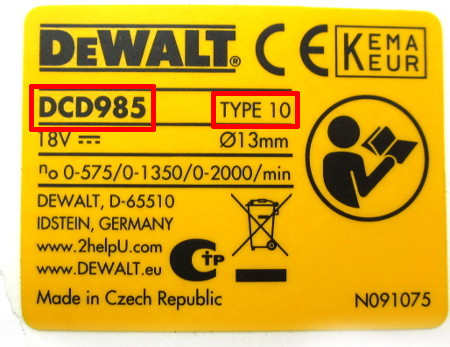 DEWALT®
CE
KEMA
KEUR
DCD985 TYPE 10
18V ⎓ Ø13mm
no 0-575/0-1350/0-2000/min
DEWALT, D-65510
IDSTEIN, GERMANY
www.2helpU.com
www.DEWALT.eu
Made in Czech Republic
N091075